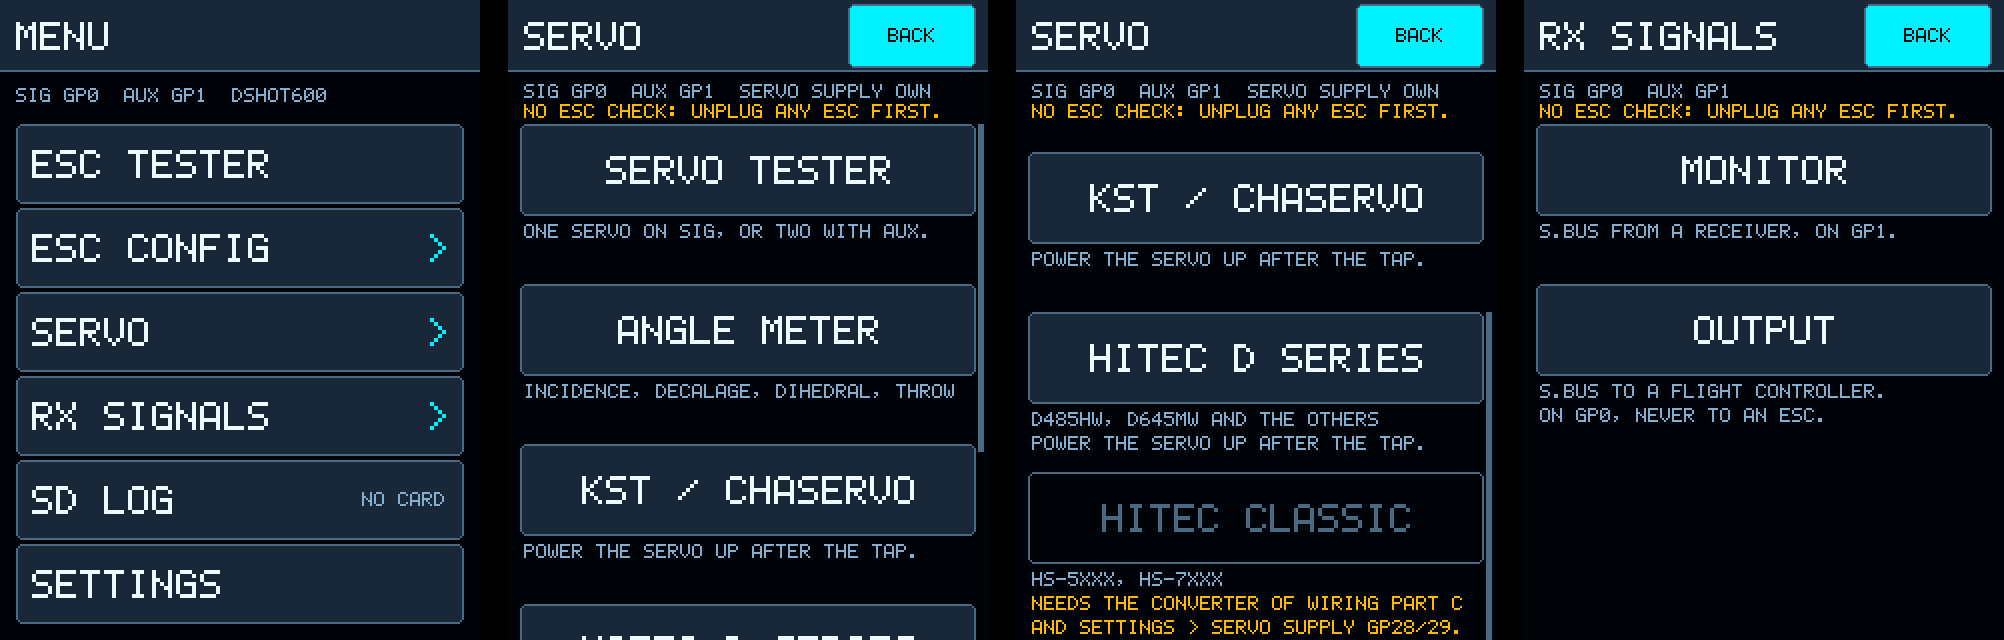 MENU
SIG GP0  AUX GP1  DSHOT600
ESC TESTER
ESC CONFIG >
SERVO >
RX SIGNALS >
SD LOG NO CARD
SETTINGS
SERVO BACK
SIG GP0  AUX GP1  SERVO SUPPLY OWN
NO ESC CHECK: UNPLUG ANY ESC FIRST.
SERVO TESTER
ONE SERVO ON SIG, OR TWO WITH AUX.
ANGLE METER
INCIDENCE, DECALAGE, DIHEDRAL, THROW
KST / CHASERVO
POWER THE SERVO UP AFTER THE TAP.
SERVO BACK
SIG GP0  AUX GP1  SERVO SUPPLY OWN
NO ESC CHECK: UNPLUG ANY ESC FIRST.
KST / CHASERVO
POWER THE SERVO UP AFTER THE TAP.
HITEC D SERIES
D485HW, D645MW AND THE OTHERS
POWER THE SERVO UP AFTER THE TAP.
HITEC CLASSIC
HS-5XXX, HS-7XXX
NEEDS THE CONVERTER OF WIRING PART C
AND SETTINGS > SERVO SUPPLY GP28/29.
RX SIGNALS BACK
SIG GP0  AUX GP1
NO ESC CHECK: UNPLUG ANY ESC FIRST.
MONITOR
S.BUS FROM A RECEIVER, ON GP1.
OUTPUT
S.BUS TO A FLIGHT CONTROLLER.
ON GP0, NEVER TO AN ESC.